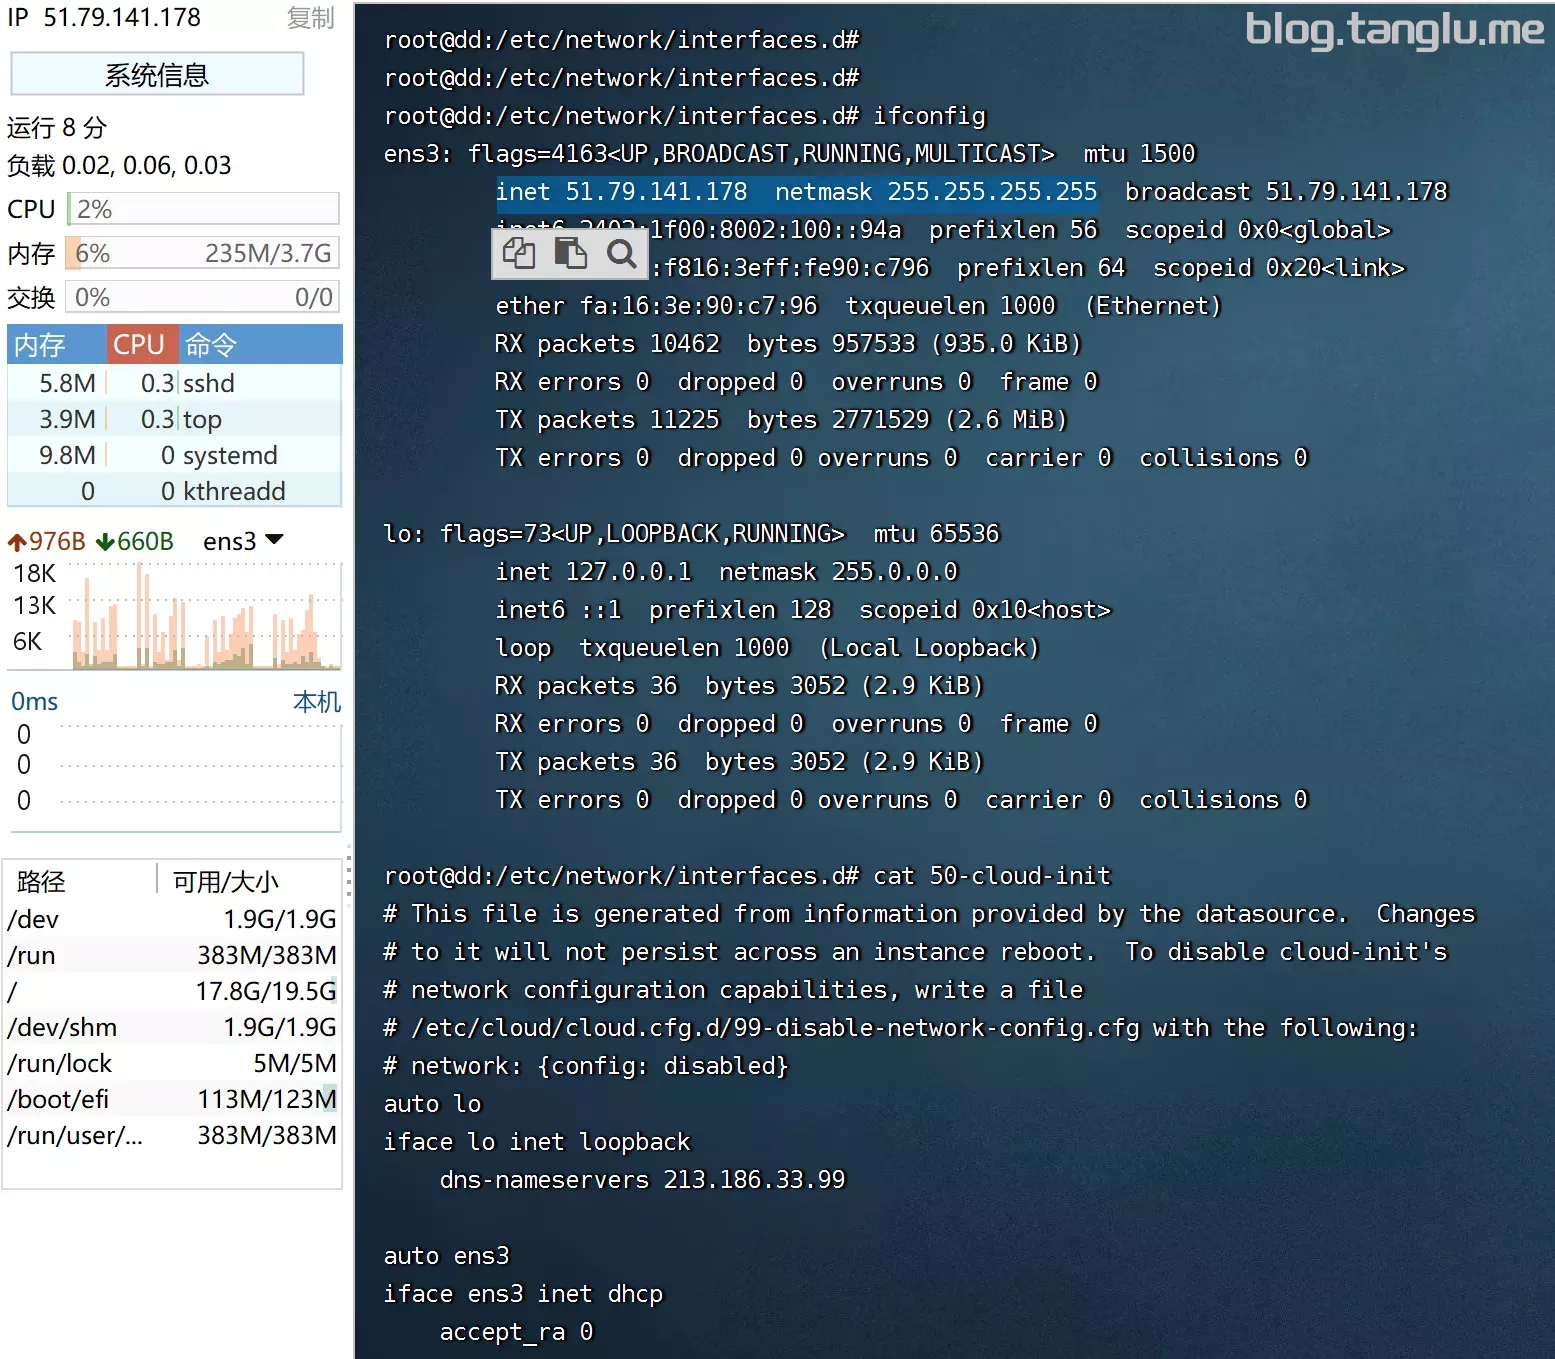 IP 51.79.141.178 复制
系统信息
运行 8 分
负载 0.02, 0.06, 0.03
CPU 2%
内存 6% 235M/3.7G
交换 0% 0/0
内存 CPU 命令
5.8M 0.3 sshd
3.9M 0.3 top
9.8M 0 systemd
0 0 kthreadd
976B 660B ens3
18K
13K
6K
0ms 本机
0
0
0
路径 可用/大小
/dev 1.9G/1.9G
/run 383M/383M
/ 17.8G/19.5G
/dev/shm 1.9G/1.9G
/run/lock 5M/5M
/boot/efi 113M/123M
/run/user/... 383M/383M
blog.tanglu.me
root@dd:/etc/network/interfaces.d#
root@dd:/etc/network/interfaces.d#
root@dd:/etc/network/interfaces.d# ifconfig
ens3: flags=4163<UP,BROADCAST,RUNNING,MULTICAST>  mtu 1500
inet 51.79.141.178  netmask 255.255.255.255  broadcast 51.79.141.178
:1f00:8002:100::94a  prefixlen 56  scopeid 0x0<global>
:f816:3eff:fe90:c796  prefixlen 64  scopeid 0x20<link>
ether fa:16:3e:90:c7:96  txqueuelen 1000  (Ethernet)
RX packets 10462  bytes 957533 (935.0 KiB)
RX errors 0  dropped 0  overruns 0  frame 0
TX packets 11225  bytes 2771529 (2.6 MiB)
TX errors 0  dropped 0 overruns 0  carrier 0  collisions 0
lo: flags=73<UP,LOOPBACK,RUNNING>  mtu 65536
inet 127.0.0.1  netmask 255.0.0.0
inet6 ::1  prefixlen 128  scopeid 0x10<host>
loop  txqueuelen 1000  (Local Loopback)
RX packets 36  bytes 3052 (2.9 KiB)
RX errors 0  dropped 0  overruns 0  frame 0
TX packets 36  bytes 3052 (2.9 KiB)
TX errors 0  dropped 0 overruns 0  carrier 0  collisions 0
root@dd:/etc/network/interfaces.d# cat 50-cloud-init
# This file is generated from information provided by the datasource.  Changes
# to it will not persist across an instance reboot.  To disable cloud-init's
# network configuration capabilities, write a file
# /etc/cloud/cloud.cfg.d/99-disable-network-config.cfg with the following:
# network: {config: disabled}
auto lo
iface lo inet loopback
dns-nameservers 213.186.33.99
auto ens3
iface ens3 inet dhcp
accept_ra 0